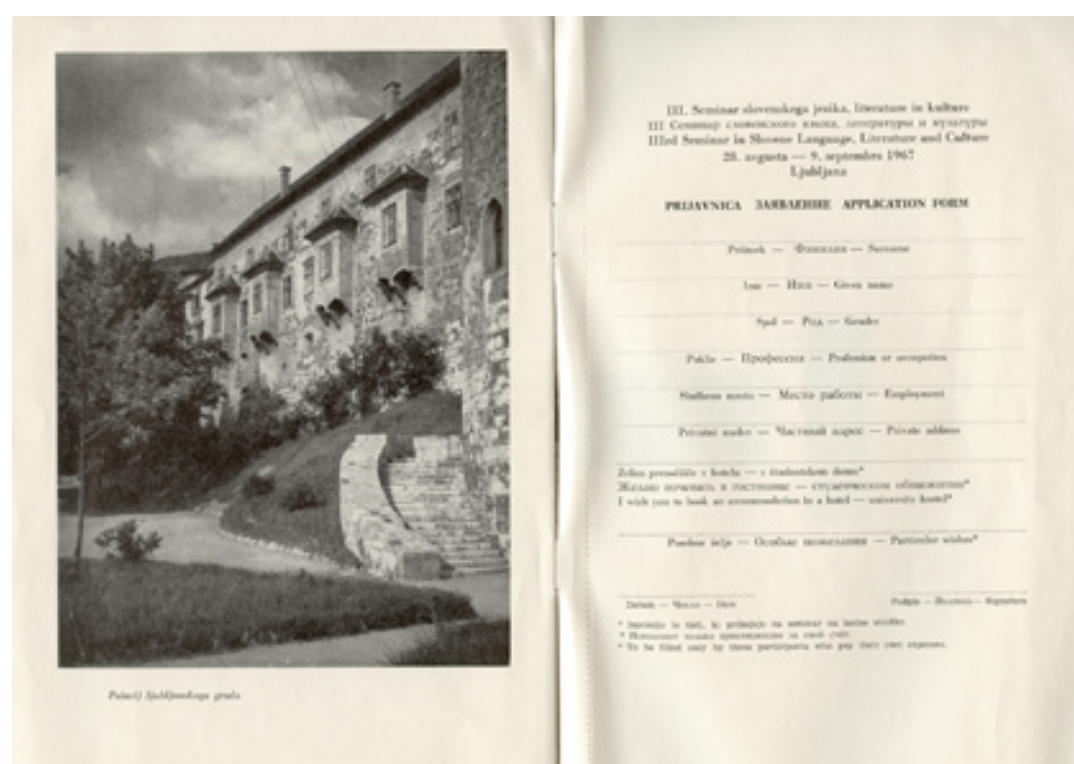 III. Seminar slovenskega jezika, literature in kulture
III Семинар словенского языка, литературы и культуры
IIIrd Seminar in Slovene Language, Literature and Culture
28. avgusta — 9. septembra 1967
Ljubljana
PRIJAVNICA ЗАЯВЛЕНИЕ APPLICATION FORM
Priimek — Фамилия — Surname
Ime — Имя — Given name
Spol — Род — Gender
Poklic — Профессия — Profession or occupation
Službeno mesto — Место работы — Employment
Privatni naslov — Частный адрес — Private address
Želim prenočišče v hotelu — v študentskem domu*
Желаю ночевать в гостинице — студенческом общежитии*
I wish you to book an accomodation in a hotel — university hostel*
Posebne želje — Особые пожелания — Particular wishes*
Datum — Число — Date
Podpis — Подпись — Signature
* Izpolnijo le tisti, ki prihajajo na seminar na lastne stroške.
* Исполняют только приезжающие за свой счет.
* To be filled only by those participants who pay their own expenses.
Palacij ljubljanskega gradu